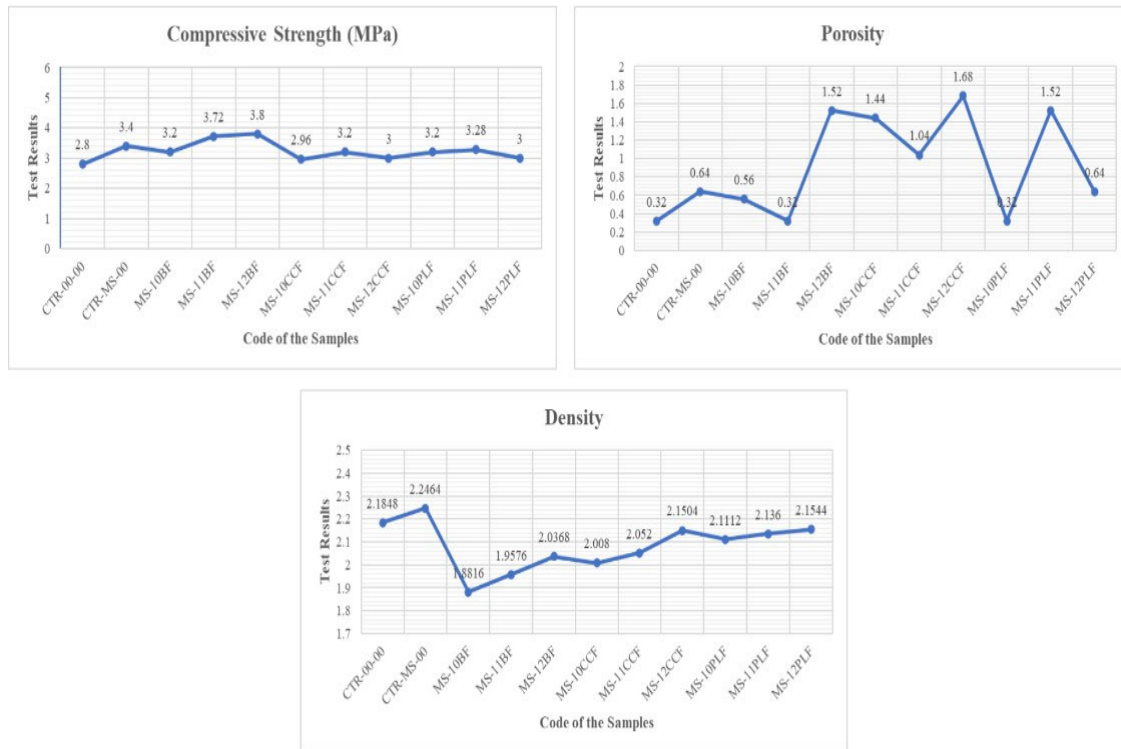 Compressive Strength (MPa)
6
5
4
3
2
1
0
Test Results
2.8
3.4
3.2
3.72
3.8
2.96
3.2
3
3.2
3.28
3
CTR-00-00
CTR-MS-00
MS-10BF
MS-11BF
MS-12BF
MS-10CCF
MS-11CCF
MS-12CCF
MS-10PLF
MS-11PLF
MS-12PLF
Code of the Samples
Porosity
2
1.8
1.6
1.4
1.2
1
0.8
0.6
0.4
0.2
0
Test Results
0.32
0.64
0.56
0.32
1.52
1.44
1.04
1.68
0.32
1.52
0.64
CTR-00-00
CTR-MS-00
MS-10BF
MS-11BF
MS-12BF
MS-10CCF
MS-11CCF
MS-12CCF
MS-10PLF
MS-11PLF
MS-12PLF
Code of the Samples
Density
2.5
2.4
2.3
2.2
2.1
2
1.9
1.8
1.7
Test Results
2.1848
2.2464
1.8816
1.9576
2.0368
2.008
2.052
2.1504
2.1112
2.136
2.1544
CTR-00-00
CTR-MS-00
MS-10BF
MS-11BF
MS-12BF
MS-10CCF
MS-11CCF
MS-12CCF
MS-10PLF
MS-11PLF
MS-12PLF
Code of the Samples